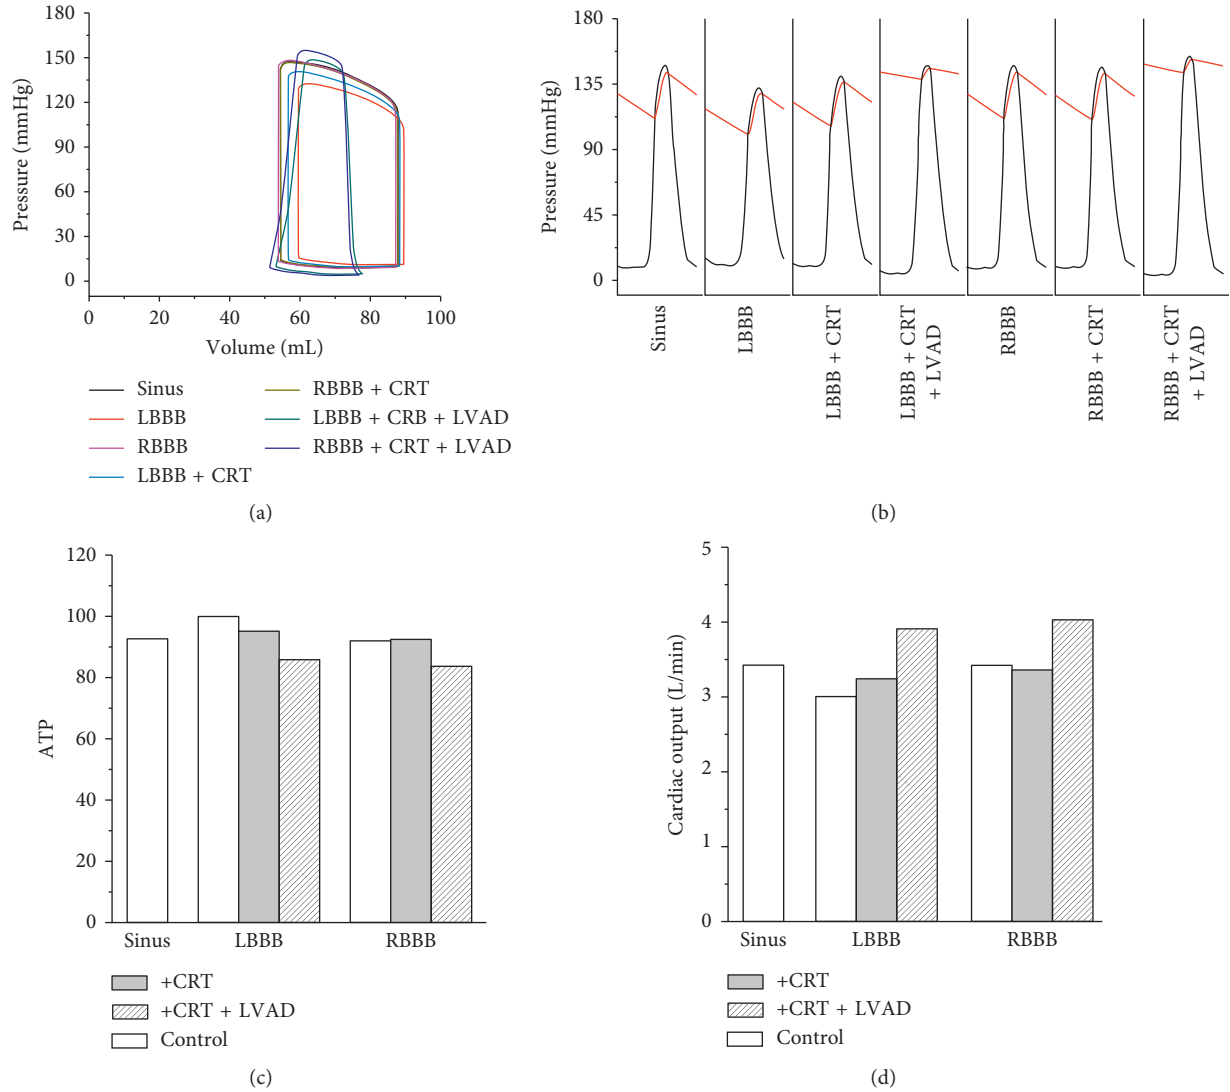 180
150
120
90
60
30
0
Pressure (mmHg)
0 20 40 60 80 100
Volume (mL)
Sinus
LBBB
RBBB
LBBB + CRT
RBBB + CRT
LBBB + CRB + LVAD
RBBB + CRT + LVAD
(a)
180
135
90
45
0
Pressure (mmHg)
Sinus
LBBB
LBBB + CRT
LBBB + CRT
+ LVAD
RBBB
RBBB + CRT
RBBB + CRT
+ LVAD
(b)
120
100
80
60
40
20
0
ATP
Sinus LBBB RBBB
+CRT
+CRT + LVAD
Control
(c)
5
4
3
2
1
0
Cardiac output (L/min)
Sinus LBBB RBBB
+CRT
+CRT + LVAD
Control
(d)